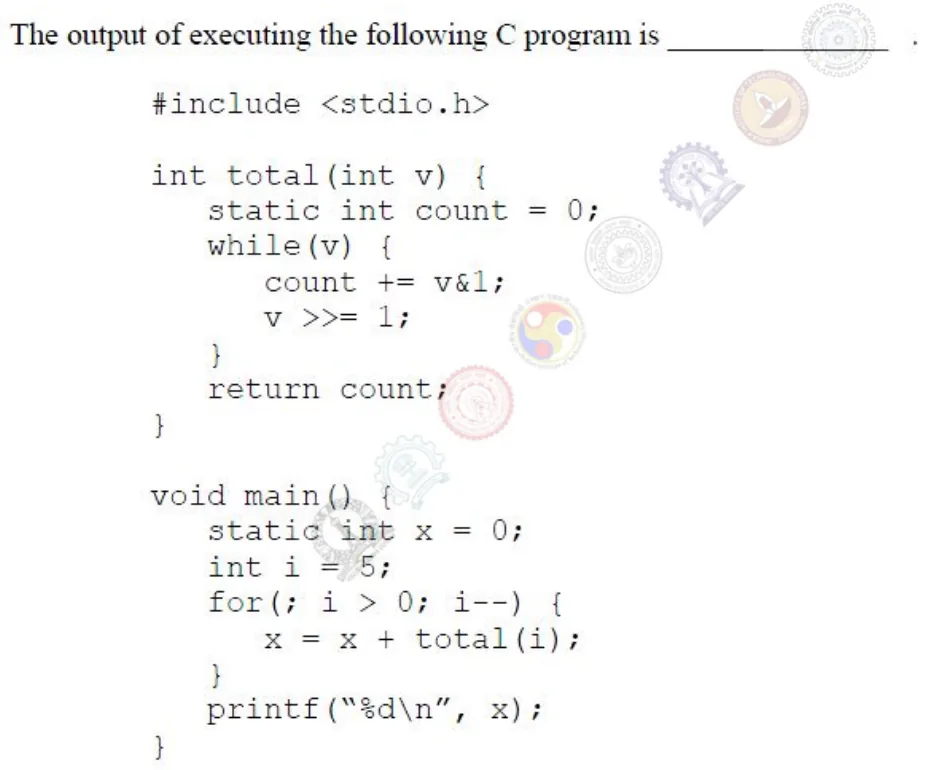 The output of executing the following C program is ________________ .
#include <stdio.h>
int total(int v) {
static int count = 0;
while(v) {
count += v&1;
v >>= 1;
}
return count;
}
void main() {
static int x = 0;
int i = 5;
for(; i > 0; i--) {
x = x + total(i);
}
printf(“%d\n”, x);
}